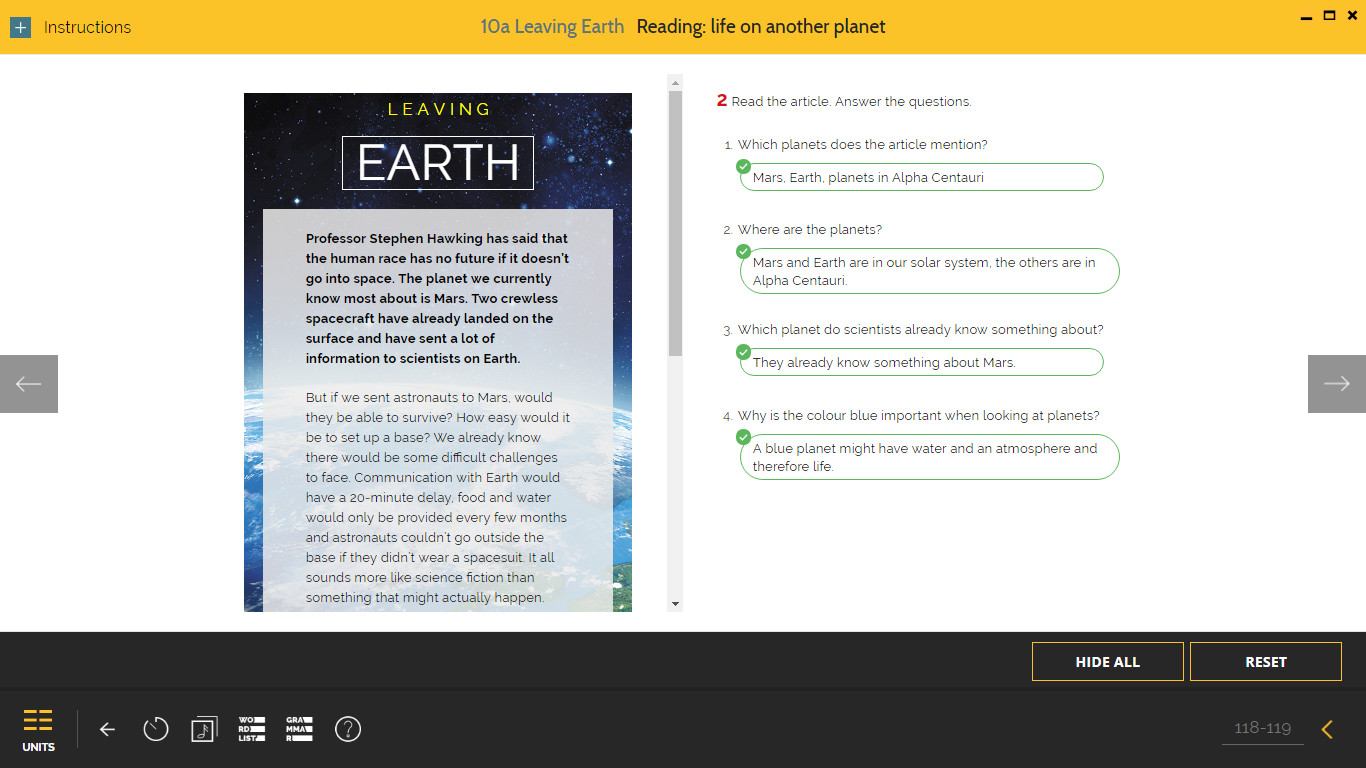 Instructions
10a Leaving Earth Reading: life on another planet
LEAVING
EARTH
Professor Stephen Hawking has said that
the human race has no future if it doesn't
go into space. The planet we currently
know most about is Mars. Two crewless
spacecraft have already landed on the
surface and have sent a lot of
information to scientists on Earth.
But if we sent astronauts to Mars, would
they be able to survive? How easy would it
be to set up a base? We already know
there would be some difficult challenges
to face. Communication with Earth would
have a 20-minute delay, food and water
would only be provided every few months
and astronauts couldn't go outside the
base if they didn't wear a spacesuit. It all
sounds more like science fiction than
something that might actually happen.
2 Read the article. Answer the questions.
1. Which planets does the article mention?
Mars, Earth, planets in Alpha Centauri
2. Where are the planets?
Mars and Earth are in our solar system, the others are in
Alpha Centauri.
3. Which planet do scientists already know something about?
They already know something about Mars.
4. Why is the colour blue important when looking at planets?
A blue planet might have water and an atmosphere and
therefore life.
HIDE ALL
RESET
UNITS
WO
RD
LIST
GRA
MMA
R
?
118-119